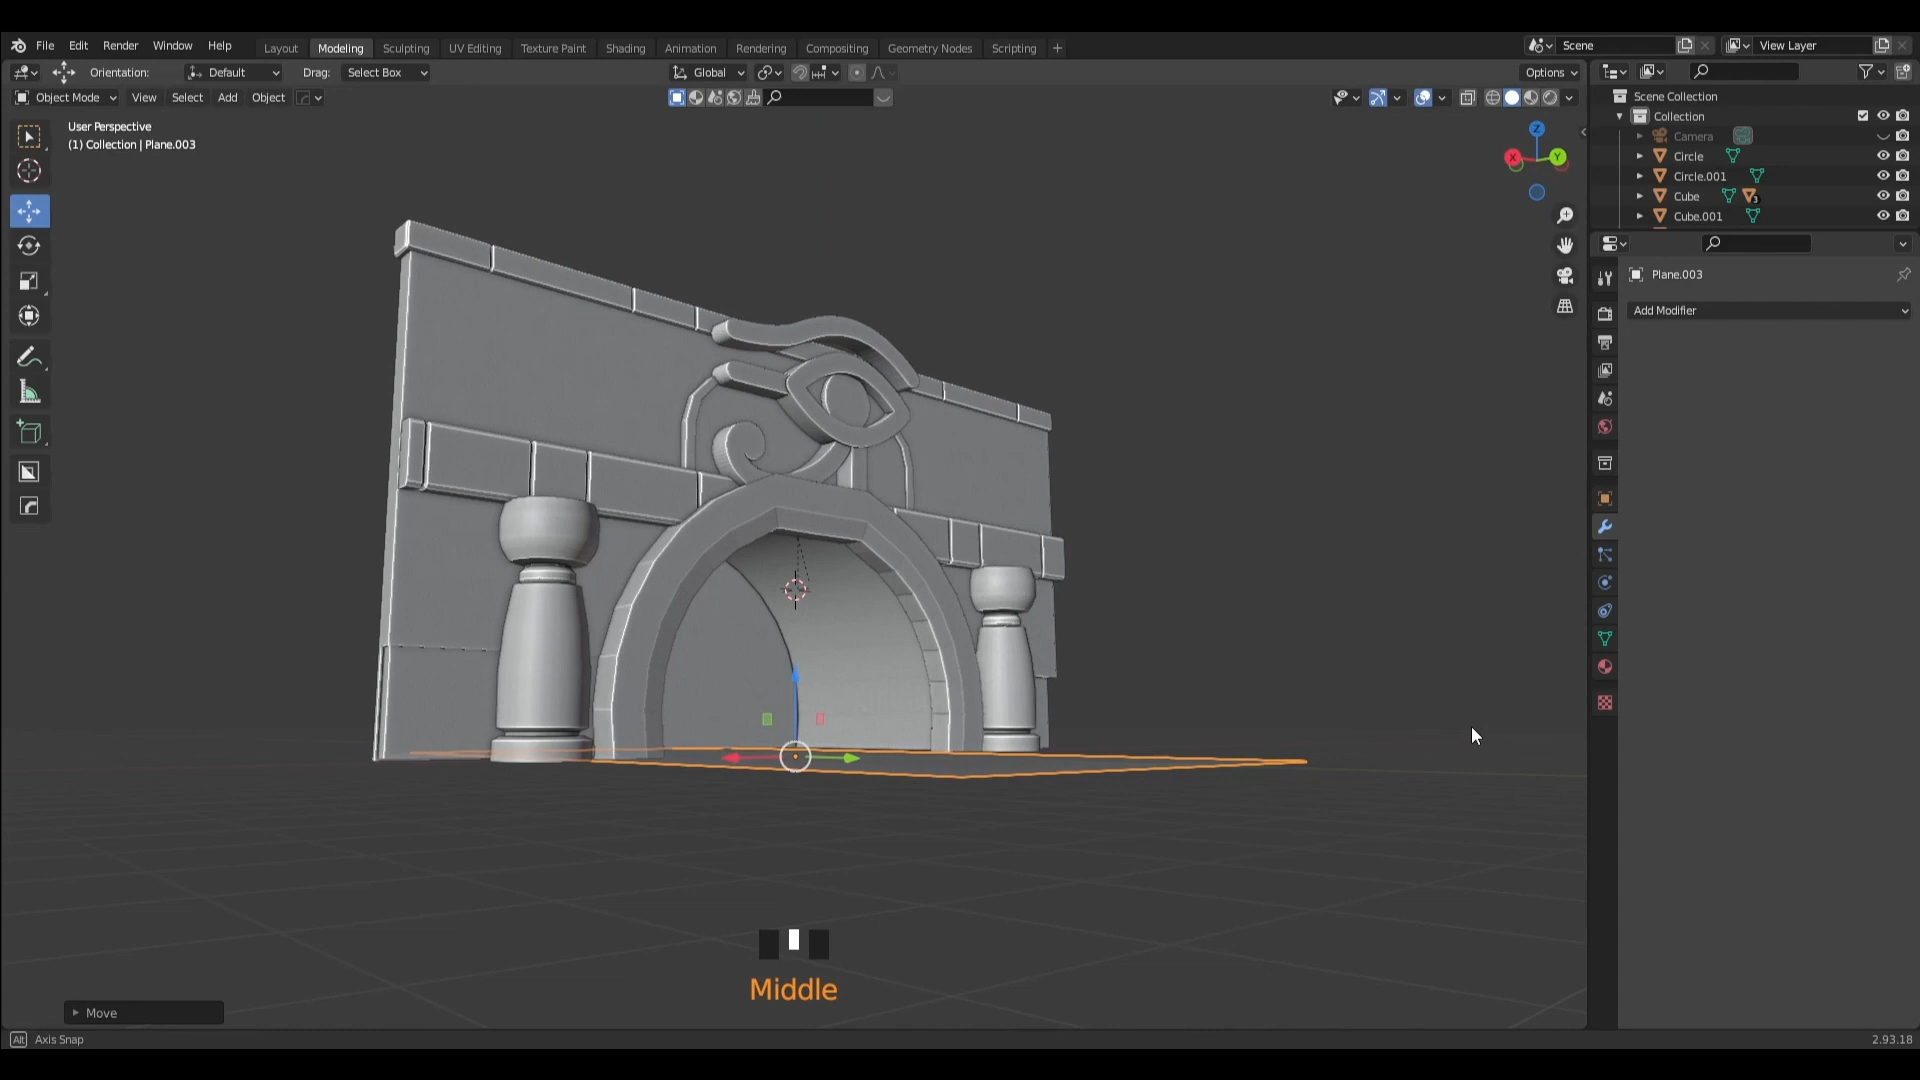 File Edit Render Window Help
Layout Modeling Sculpting UV Editing Texture Paint Shading Animation Rendering Compositing Geometry Nodes Scripting +
Scene
View Layer
Orientation: Default Drag: Select Box
Global
Options
Object Mode View Select Add Object
User Perspective
(1) Collection | Plane.003
Z
X
Y
Scene Collection
Collection
Camera
Circle
Circle.001
Cube
3
Cube.001
Plane.003
Add Modifier
Middle
Move
Alt Axis Snap
2.93.18